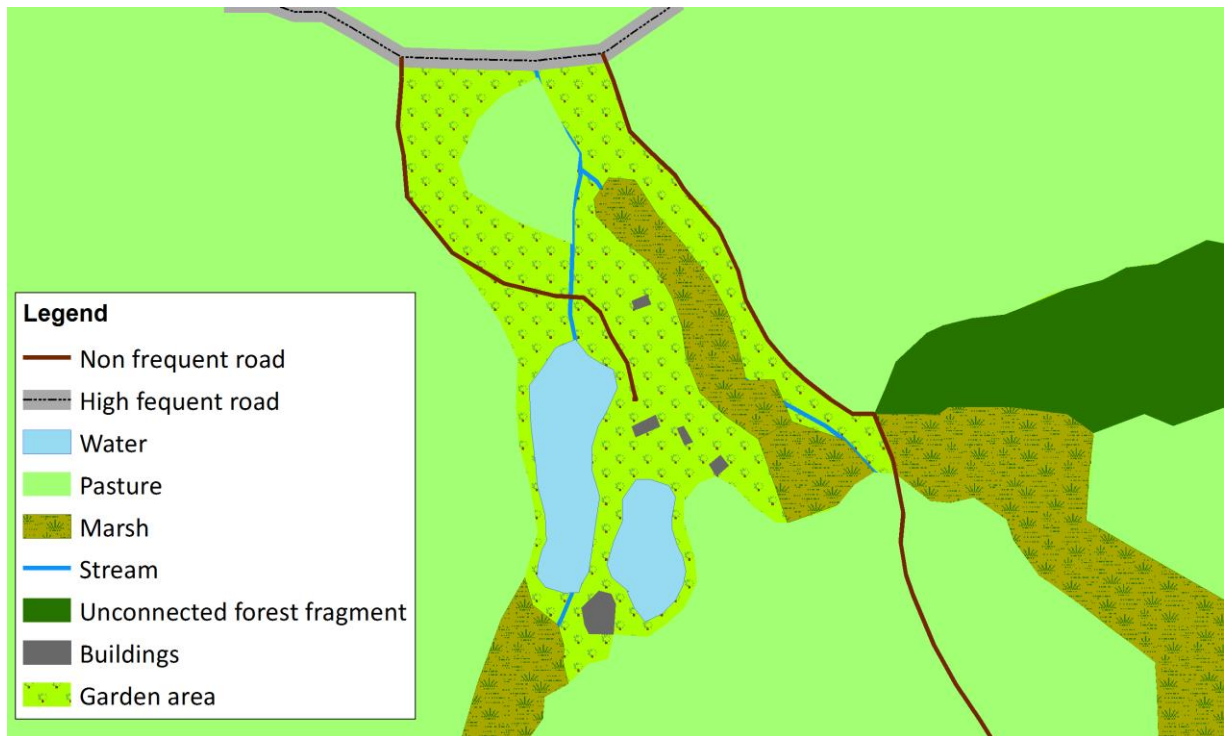 Legend
Non frequent road
High fequent road
Water
Pasture
Marsh
Stream
Unconnected forest fragment
Buildings
Garden area